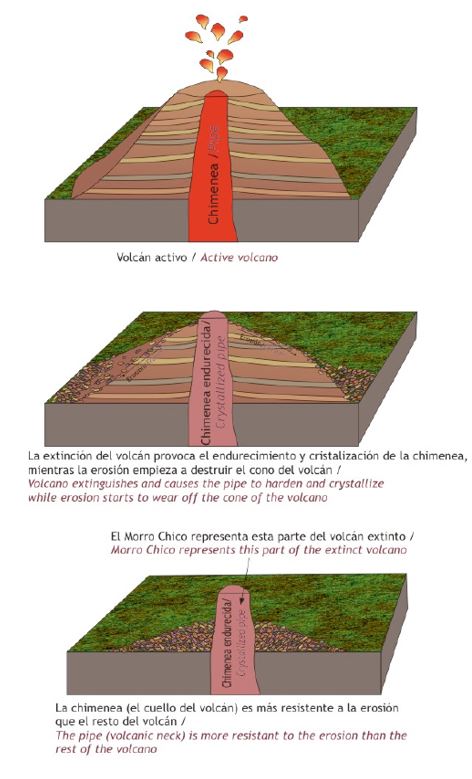 Chimenea / Pipe
Volcán activo / Active volcano
Erosión
Erosión
Chimenea endurecida/
Crystallized pipe
La extinción del volcán provoca el endurecimiento y cristalización de la chimenea,
mientras la erosión empieza a destruir el cono del volcán /
Volcano extinguishes and causes the pipe to harden and crystallize
while erosion starts to wear off the cone of the volcano
El Morro Chico representa esta parte del volcán extinto /
Morro Chico represents this part of the extinct volcano
Chimenea endurecida/
Crystallized pipe
La chimenea (el cuello del volcán) es más resistente a la erosión
que el resto del volcán /
The pipe (volcanic neck) is more resistant to the erosion than the
rest of the volcano